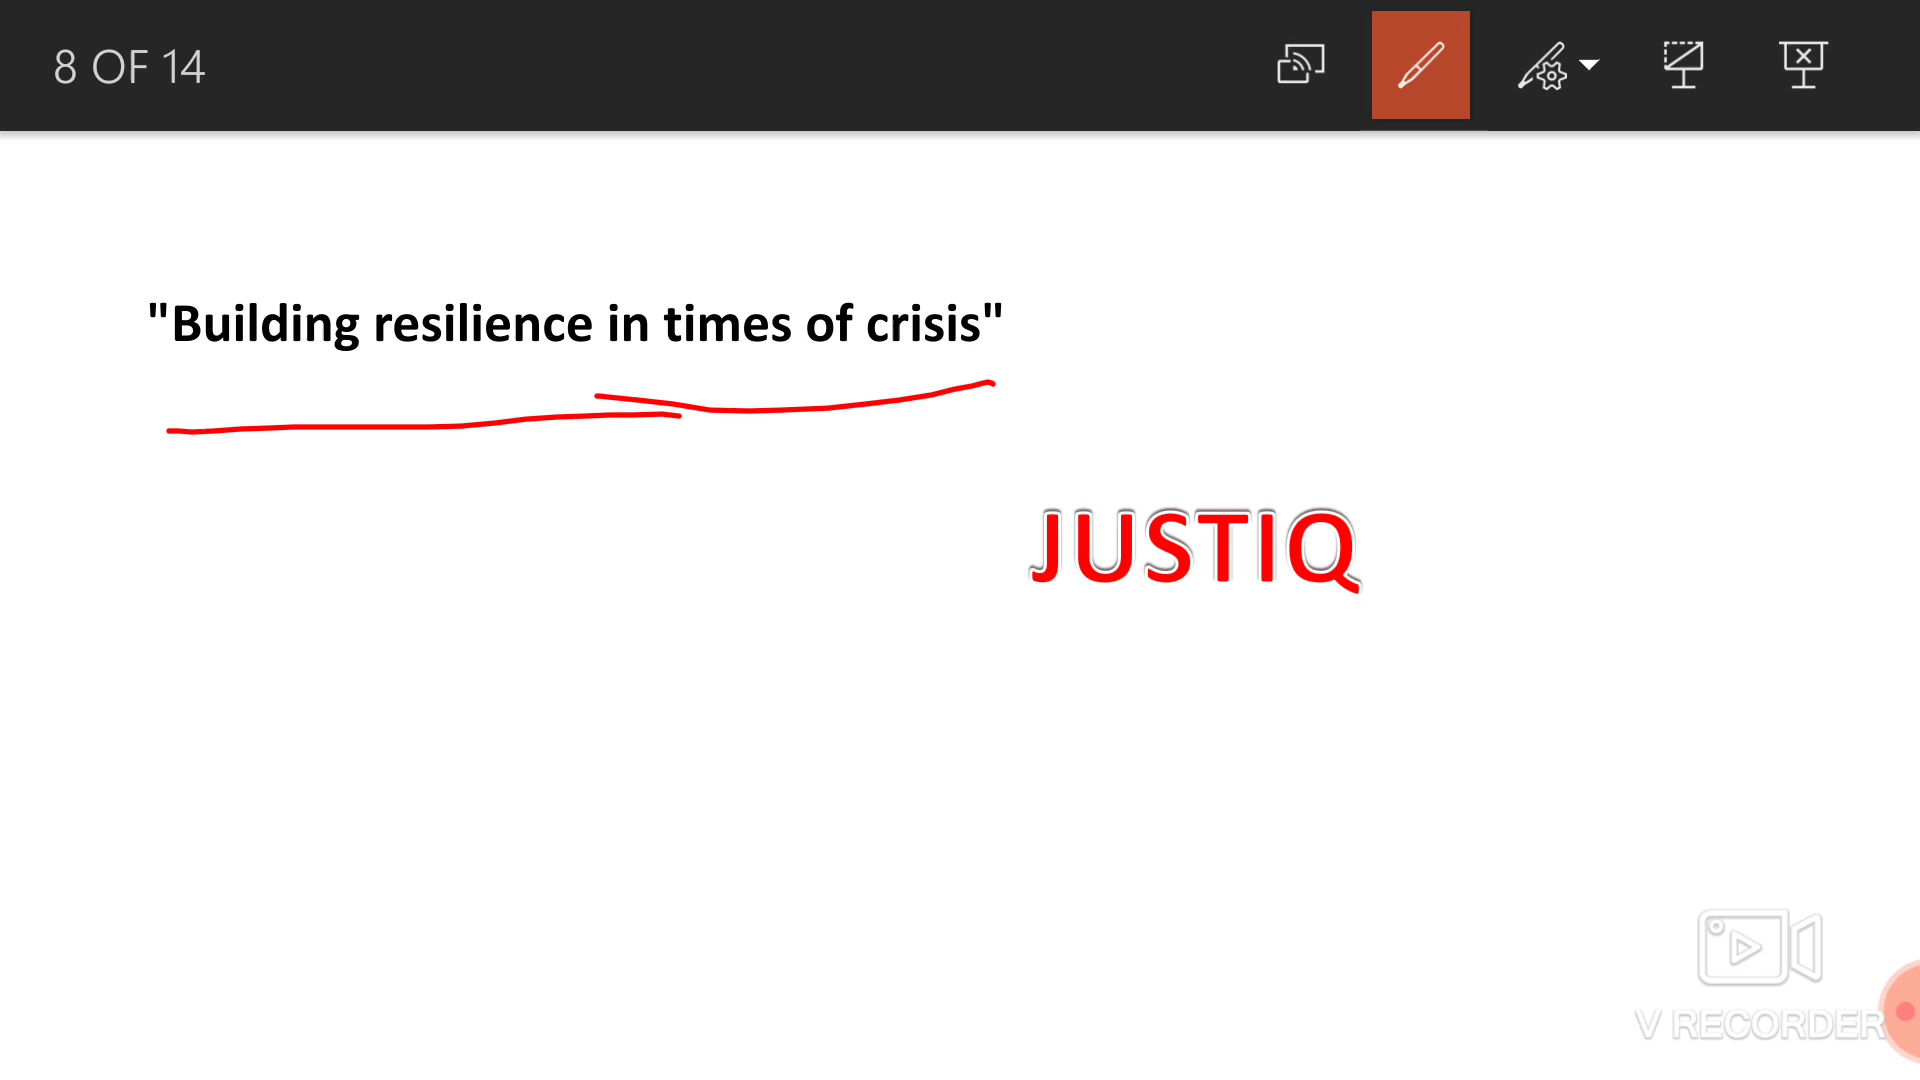 8 OF 14
"Building resilience in times of crisis"
JUSTIQ
V RECORDER